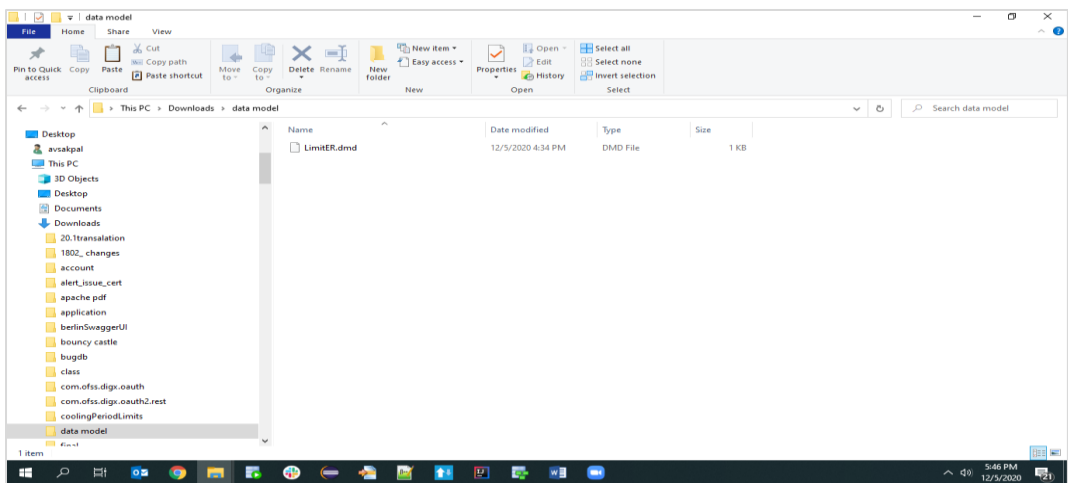 data model
File Home Share View
Pin to Quick access
Copy
Paste
Cut
Copy path
Paste shortcut
Clipboard
Move to
Copy to
Delete
Rename
Organize
New folder
New item
Easy access
New
Properties
Open
Edit
History
Open
Select all
Select none
Invert selection
Select
This PC Downloads data model
Search data model
Name Date modified Type Size
LimitER.dmd 12/5/2020 4:34 PM DMD File 1 KB
Desktop
avsakpal
This PC
3D Objects
Desktop
Documents
Downloads
20.1transalation
1802_ changes
account
alert_issue_cert
apache pdf
application
berlinSwaggerUI
bouncy castle
bugdb
class
com.ofss.digx.oauth
com.ofss.digx.oauth2.rest
coolingPeriodLimits
data model
final
1 item
5:46 PM
12/5/2020
21